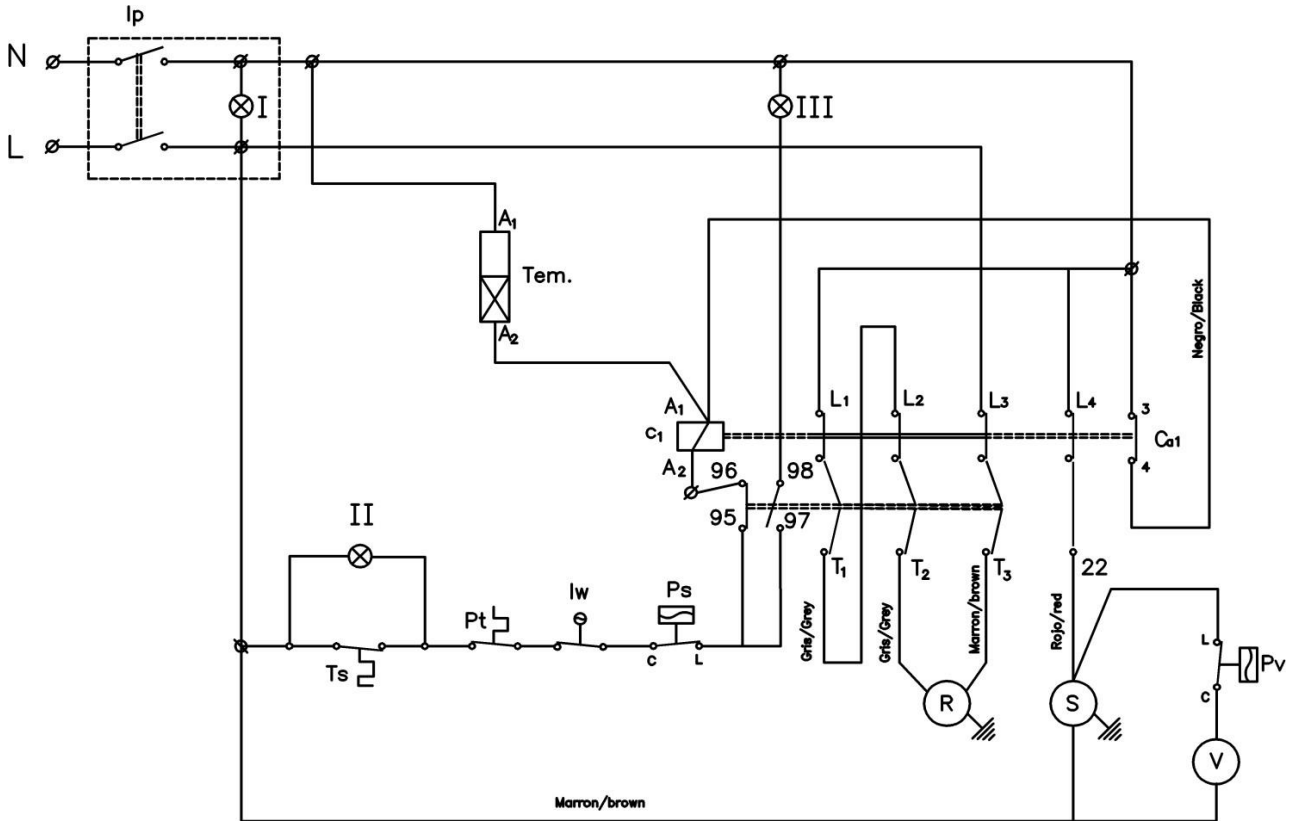 Ip
N
I
III
L
A1
Tem.
A2
Negro/Black
A1
L1
L2
L3
L4
3
C1
Ca1
A2
96
98
4
95
97
II
T1
T2
T3
22
Iw
Ps
Pt
Gris/Grey
Gris/Grey
Marron/brown
Rojo/red
C
L
Ts
L
Pv
C
R
S
V
Marron/brown